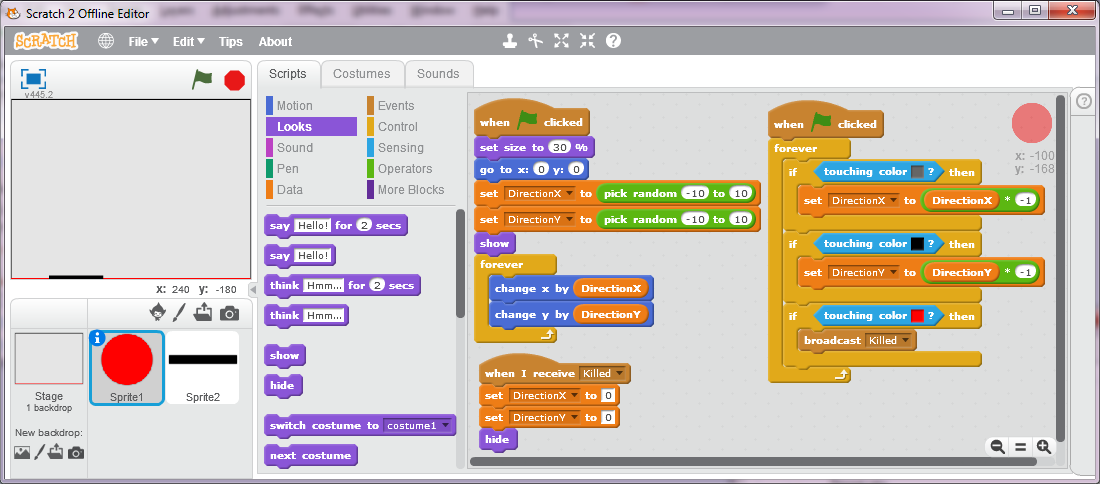 Scratch 2 Offline Editor
SCRATCH File Edit Tips About
v445.2
x: 240 y: -180
Stage
1 backdrop
New backdrop:
Sprite1
Sprite2
Scripts Costumes Sounds
Motion
Looks
Sound
Pen
Data
Events
Control
Sensing
Operators
More Blocks
say Hello! for 2 secs
say Hello!
think Hmm... for 2 secs
think Hmm...
show
hide
switch costume to costume1
next costume
when clicked
set size to 30 %
go to x: 0 y: 0
set DirectionX to pick random -10 to 10
set DirectionY to pick random -10 to 10
show
forever
change x by DirectionX
change y by DirectionY
when I receive Killed
set DirectionX to 0
set DirectionY to 0
hide
when clicked
forever
if touching color ? then
set DirectionX to DirectionX * -1
if touching color ? then
set DirectionY to DirectionY * -1
if touching color ? then
broadcast Killed
x: -100
y: -168